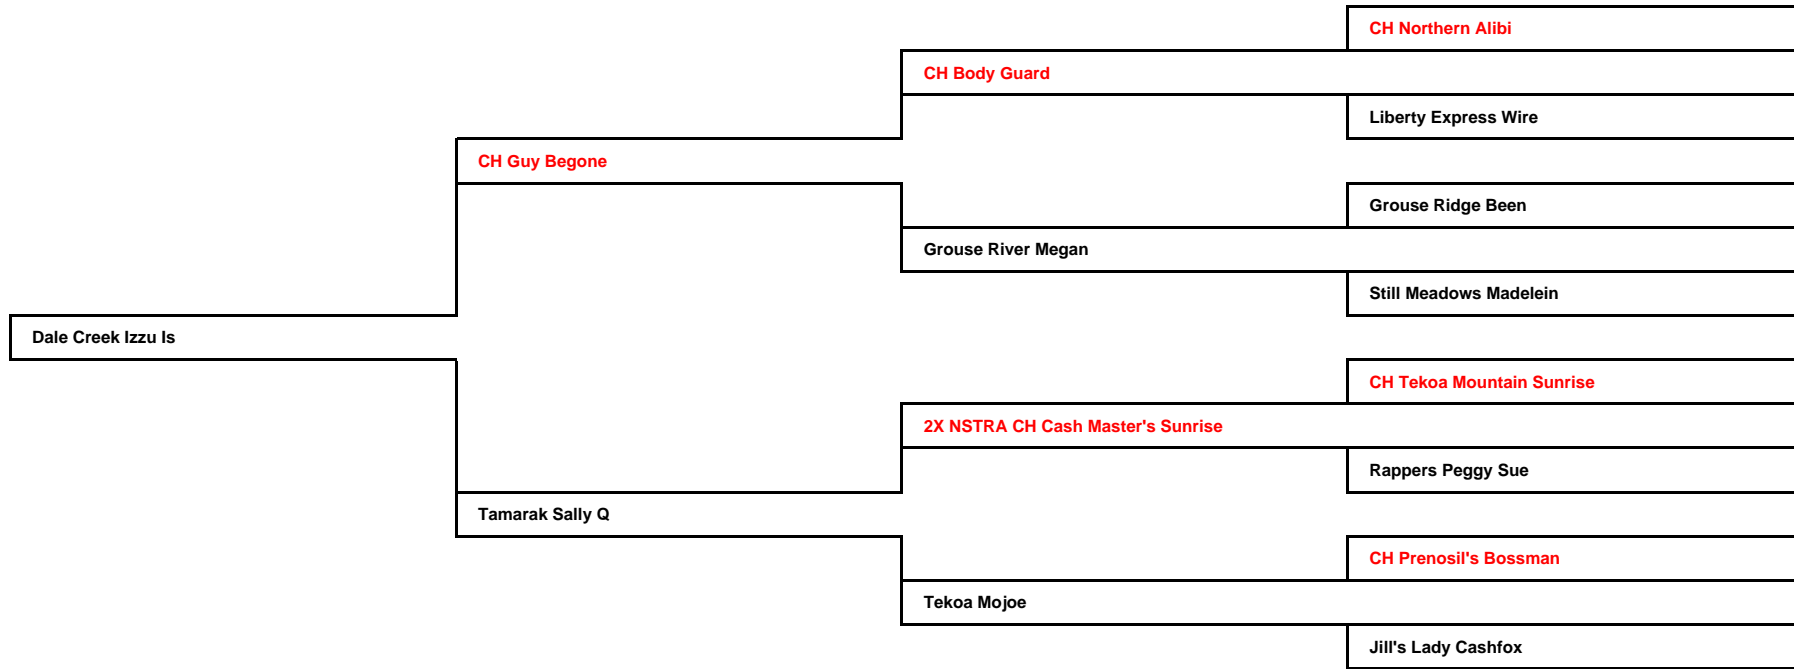 CH Northern Alibi
CH Body Guard
Liberty Express Wire
CH Guy Begone
Grouse Ridge Been
Grouse River Megan
Still Meadows Madelein
Dale Creek Izzu Is
CH Tekoa Mountain Sunrise
2X NSTRA CH Cash Master's Sunrise
Rappers Peggy Sue
Tamarak Sally Q
CH Prenosil's Bossman
Tekoa Mojoe
Jill's Lady Cashfox